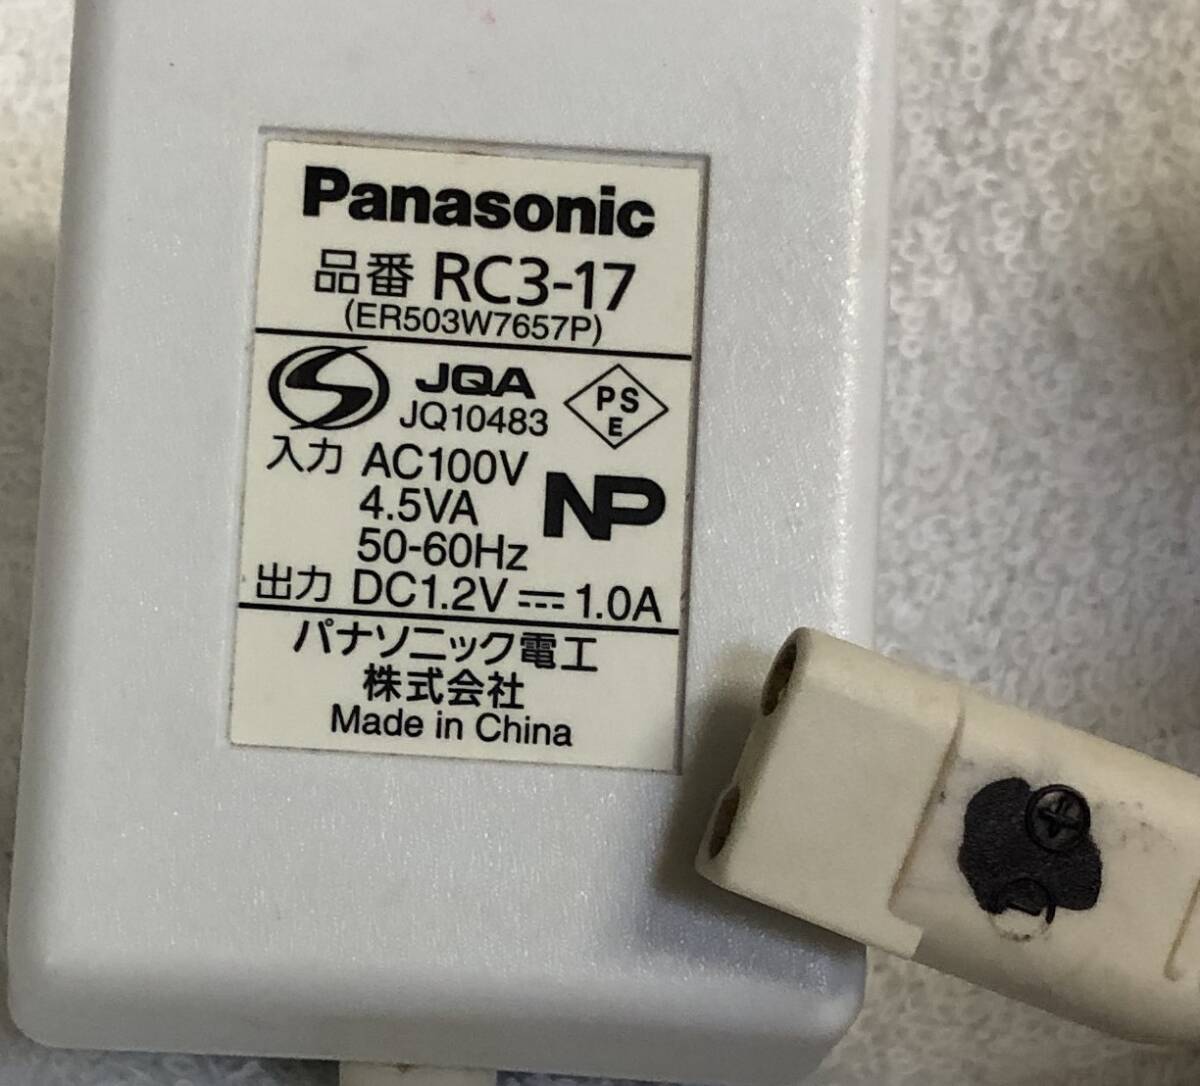 Panasonic
品番 RC3-17
(ER503W7657P)
JQA
JQ10483
PS
E
入力 AC100V
4.5VA
50-60Hz
NP
出力 DC1.2V⎓1.0A
パナソニック電工
株式会社
Made in China